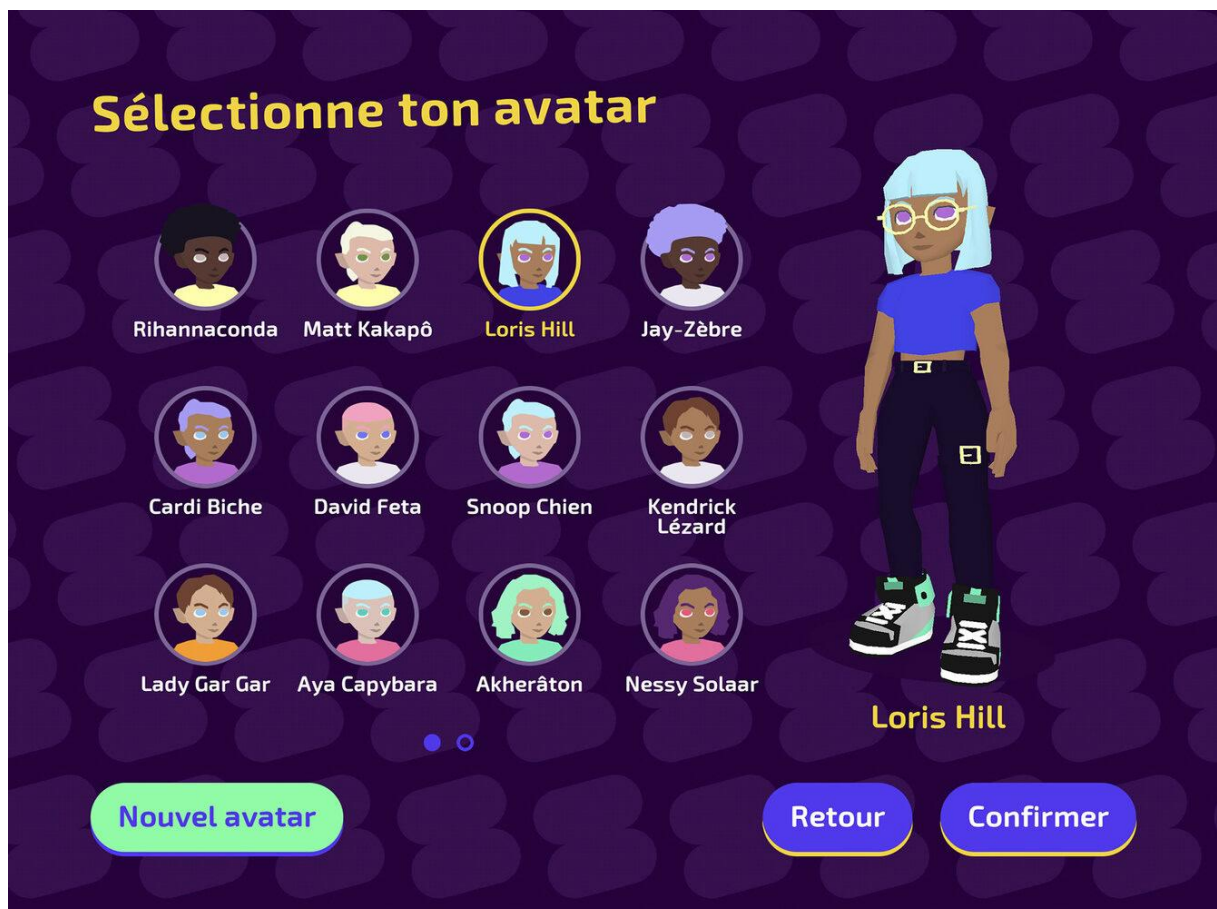 Sélectionne ton avatar
Rihannaconda
Matt Kakapô
Loris Hill
Jay-Zèbre
Cardi Biche
David Feta
Snoop Chien
Kendrick
Lézard
Lady Gar Gar
Aya Capybara
Akherâton
Nessy Solaar
Loris Hill
Nouvel avatar
Retour
Confirmer